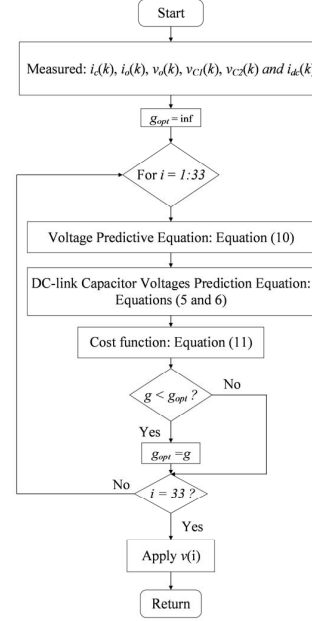 Start
Measured: i_c(k), i_o(k), v_o(k), v_C1(k), v_C2(k) and i_dc(k)
g_opt = inf
For i = 1:33
Voltage Predictive Equation: Equation (10)
DC-link Capacitor Voltages Prediction Equation:
Equations (5 and 6)
Cost function: Equation (11)
g < g_opt ?
No
Yes
g_opt =g
No
i = 33 ?
Yes
Apply v(i)
Return